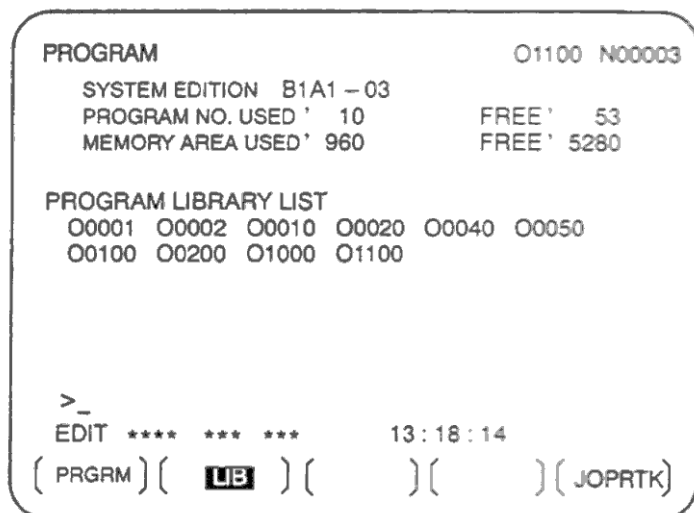 PROGRAM O1100 N00003
SYSTEM EDITION B1A1 – 03
PROGRAM NO. USED ' 10 FREE ' 53
MEMORY AREA USED ' 960 FREE ' 5280
PROGRAM LIBRARY LIST
O0001 O0002 O0010 O0020 O0040 O0050
O0100 O0200 O1000 O1100
>_
EDIT **** *** *** 13 : 18 : 14
( PRGRM ) ( LIB ) ( ) ( ) ( JOPRTK)